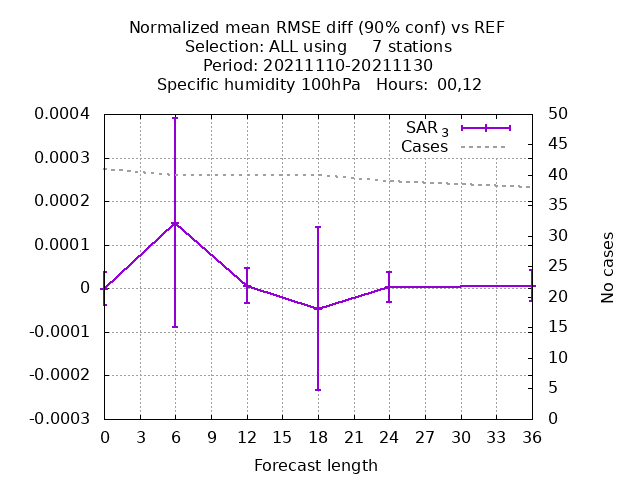 Normalized mean RMSE diff (90% conf) vs REF
Selection: ALL using     7 stations
Period: 20211110-20211130
Specific humidity 100hPa   Hours:  00,12
SAR 3
Cases
0.0004
0.0003
0.0002
0.0001
0
-0.0001
-0.0002
-0.0003
50
45
40
35
30
25
20
15
10
5
0
No cases
0 3 6 9 12 15 18 21 24 27 30 33 36
Forecast length